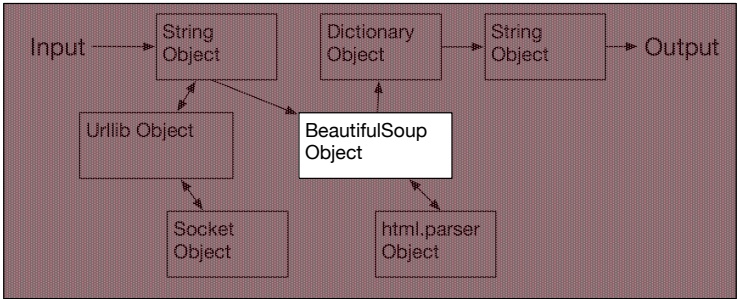 Input
String
Object
Dictionary
Object
String
Object
Output
Urllib Object
BeautifulSoup
Object
Socket
Object
html.parser
Object